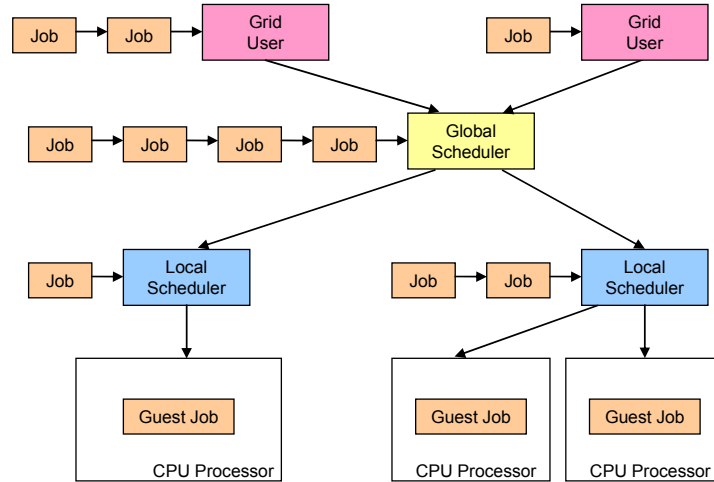 Job
Job
Grid
User
Job
Grid
User
Job
Job
Job
Job
Global
Scheduler
Job
Local
Scheduler
Job
Job
Local
Scheduler
Guest Job
CPU Processor
Guest Job
CPU Processor
Guest Job
CPU Processor